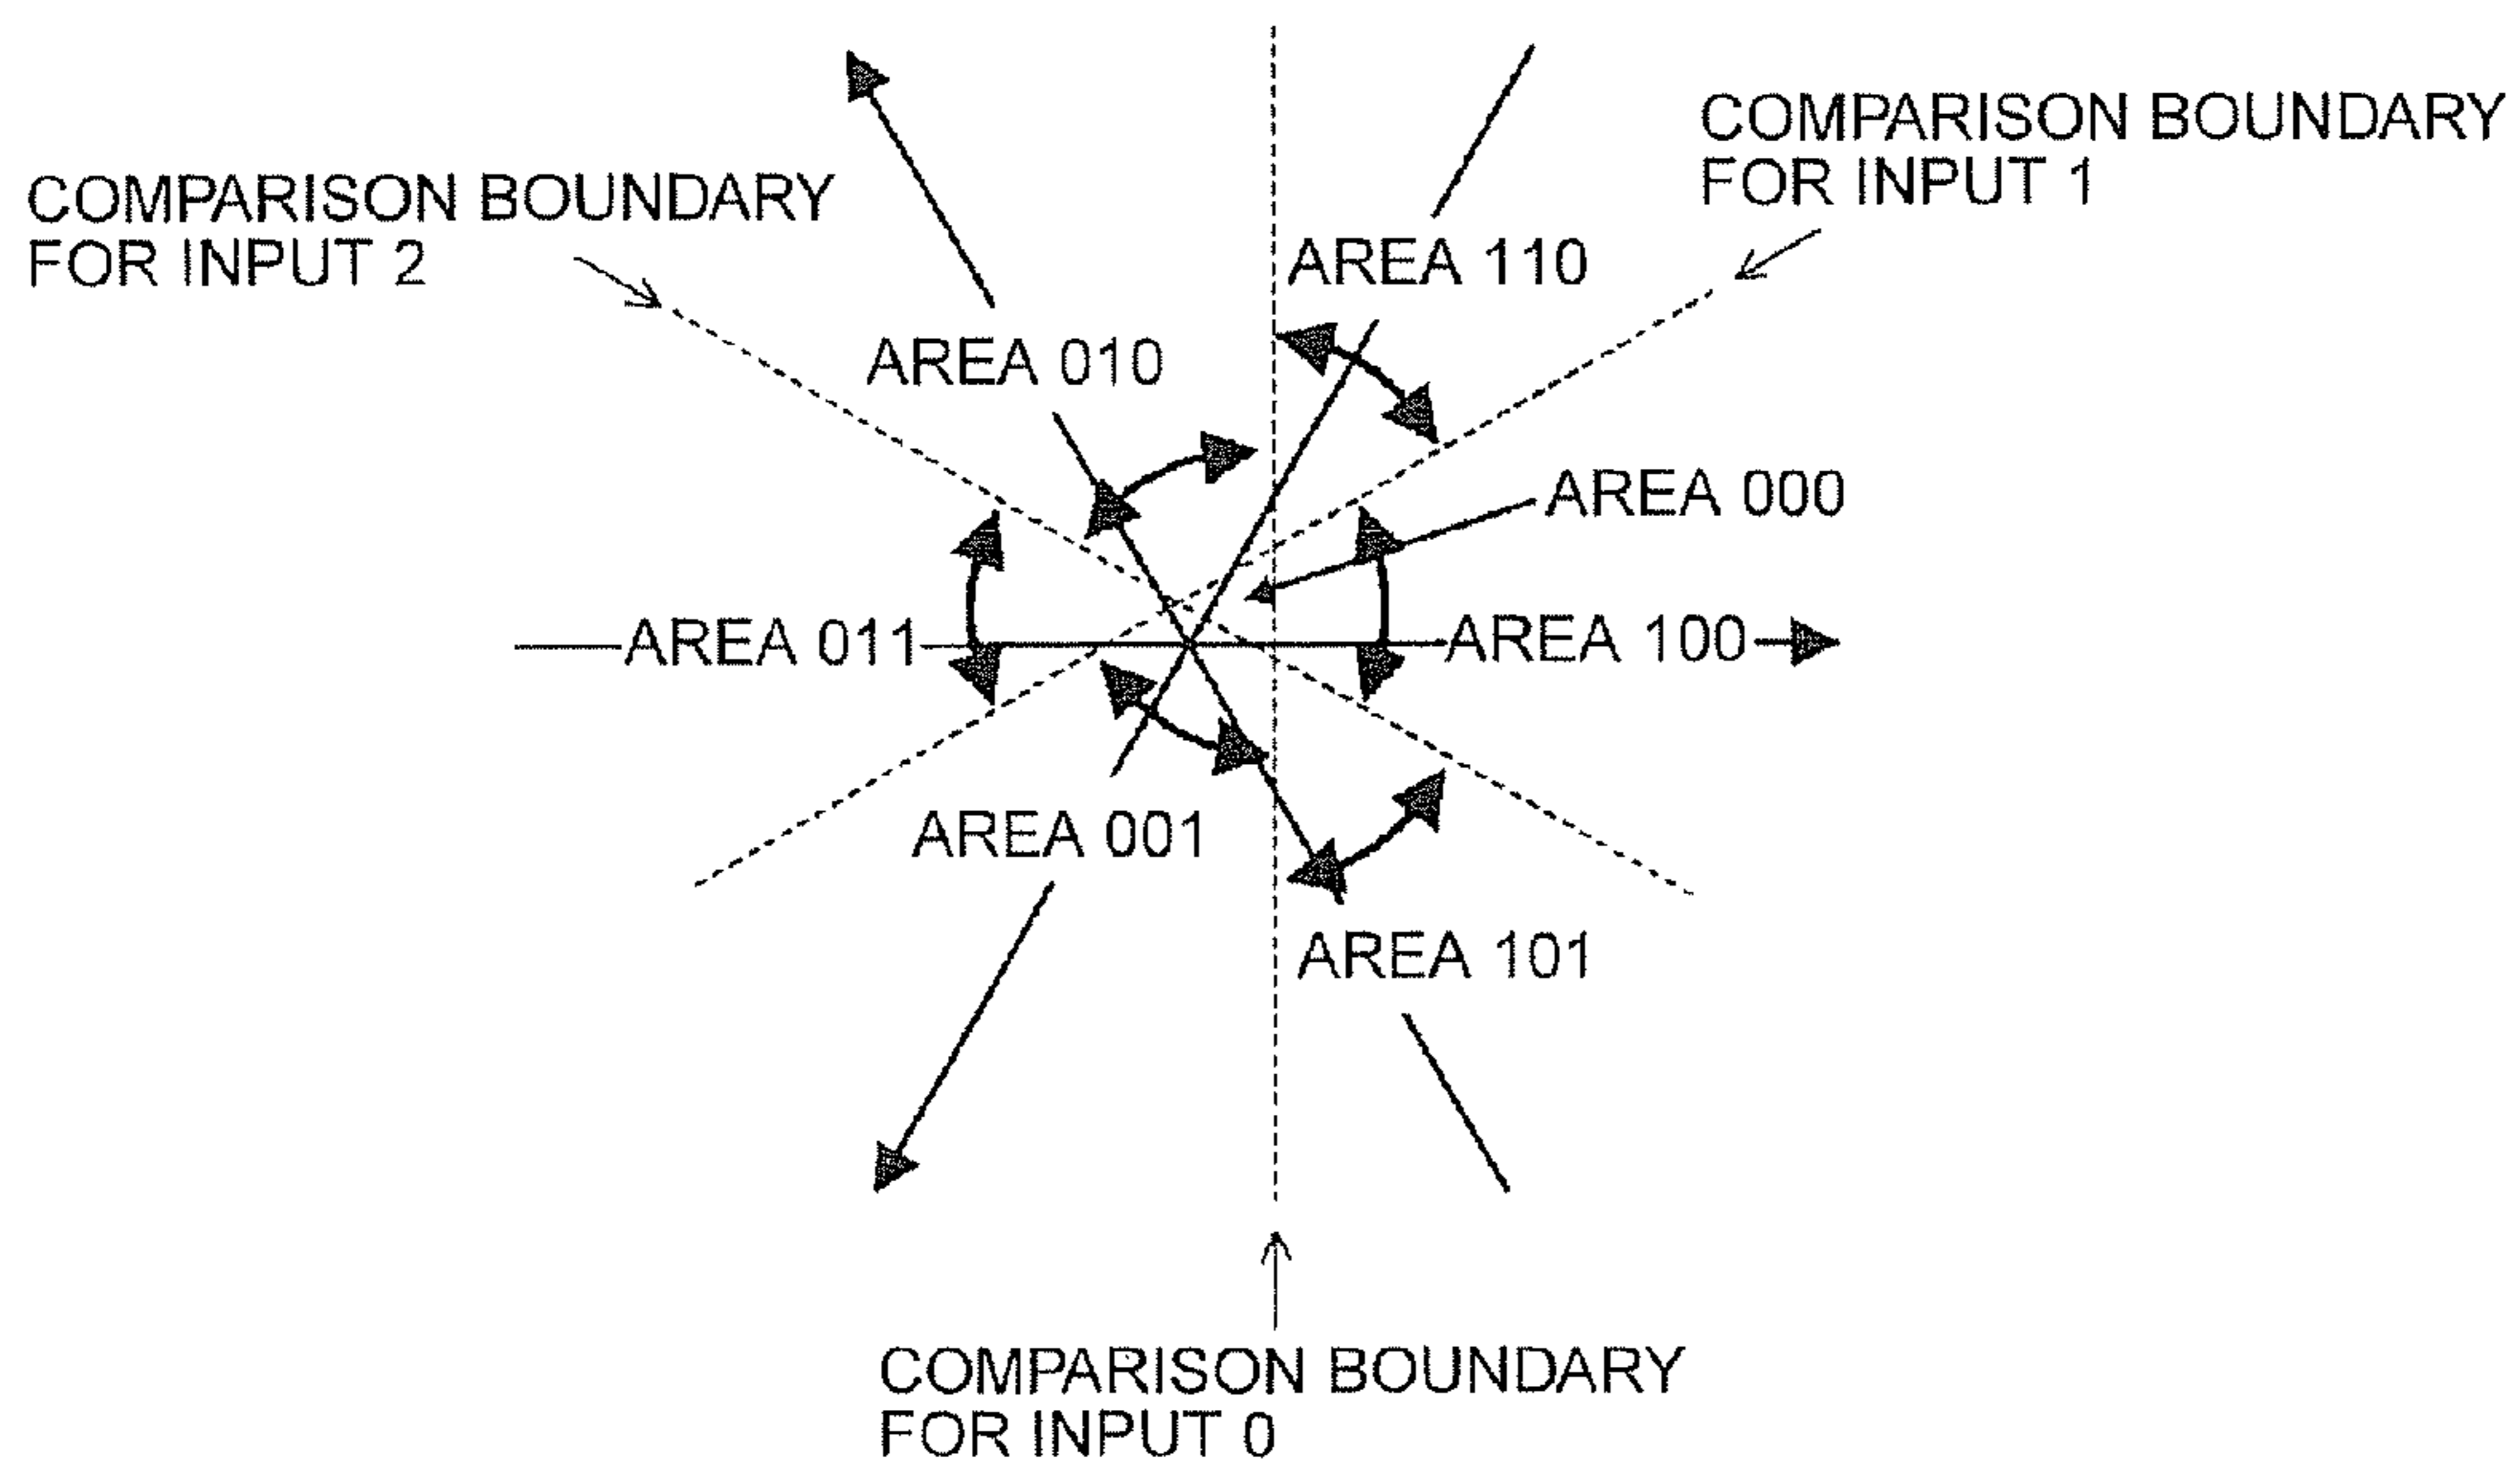 COMPARISON BOUNDARY
FOR INPUT 1
COMPARISON BOUNDARY
FOR INPUT 2
AREA 110
AREA 010
AREA 000
AREA 011
AREA 100
AREA 001
AREA 101
COMPARISON BOUNDARY
FOR INPUT 0